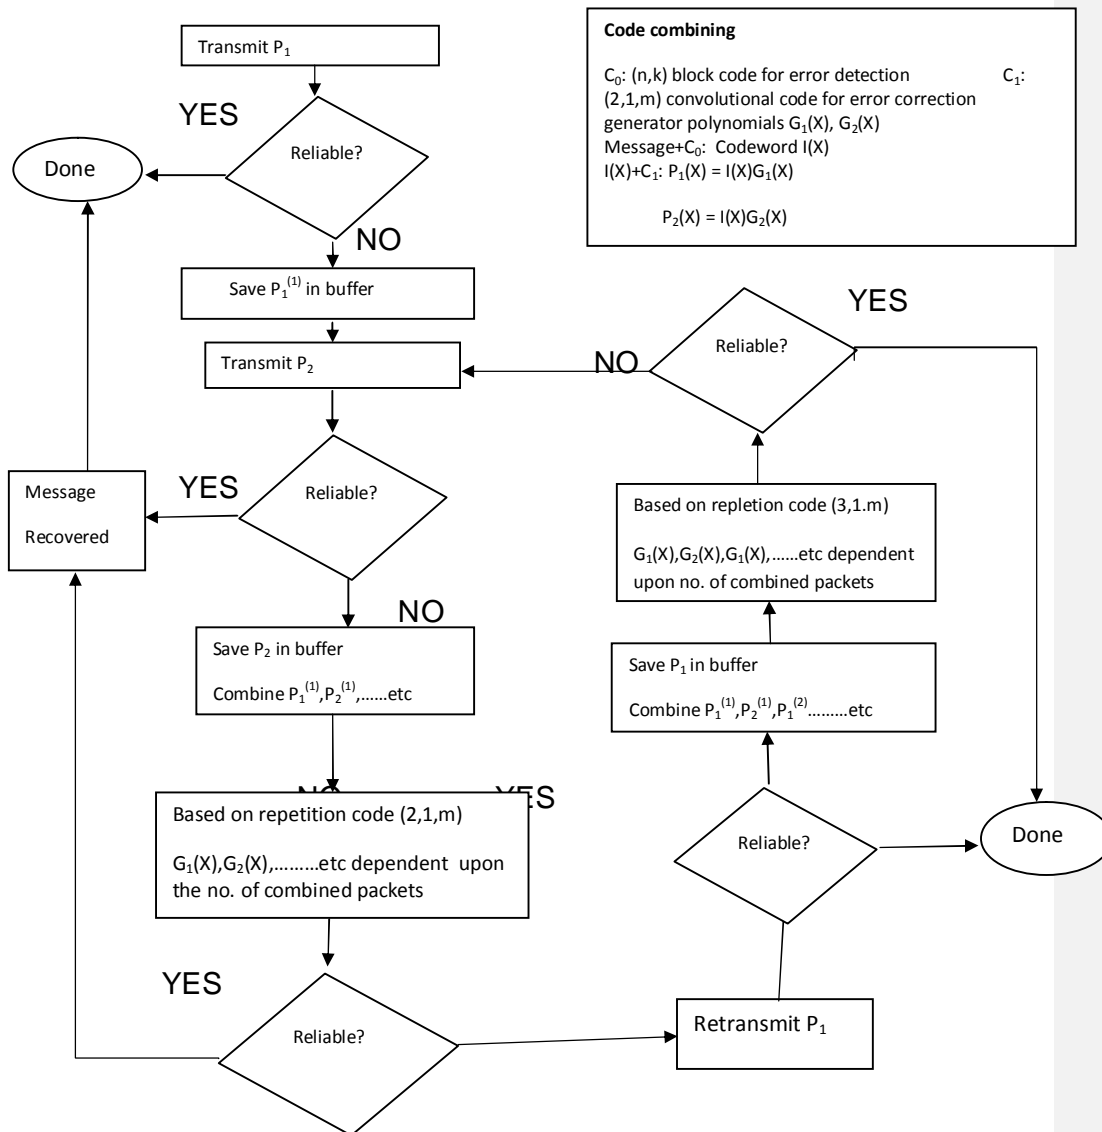 Transmit P₁
YES
Reliable?
Done
NO
Save P₁⁽¹⁾ in buffer
Transmit P₂
YES
Reliable?
Message
Recovered
NO
Save P₂ in buffer
Combine P₁⁽¹⁾,P₂⁽¹⁾,......etc
NO
YES
Based on repetition code (2,1,m)
G₁(X),G₂(X),.........etc dependent upon
the no. of combined packets
YES
Reliable?
Retransmit P₁
Reliable?
Done
Save P₁ in buffer
Combine P₁⁽¹⁾,P₂⁽¹⁾,P₁⁽²⁾.........etc
Based on repletion code (3,1.m)
G₁(X),G₂(X),G₁(X),......etc dependent
upon no. of combined packets
Reliable?
YES
NO
Code combining
C₀: (n,k) block code for error detection C₁:
(2,1,m) convolutional code for error correction
generator polynomials G₁(X), G₂(X)
Message+C₀: Codeword I(X)
I(X)+C₁: P₁(X) = I(X)G₁(X)
P₂(X) = I(X)G₂(X)